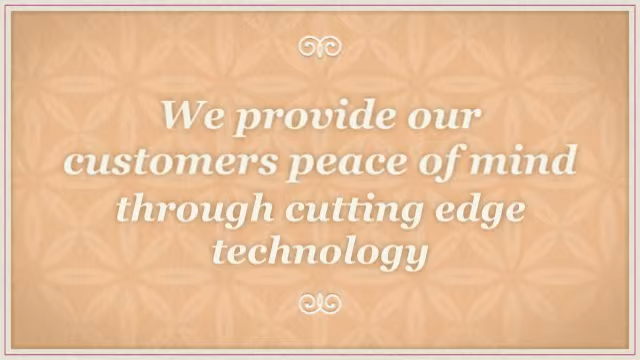 We provide our
customers peace of mind
through cutting edge
technology